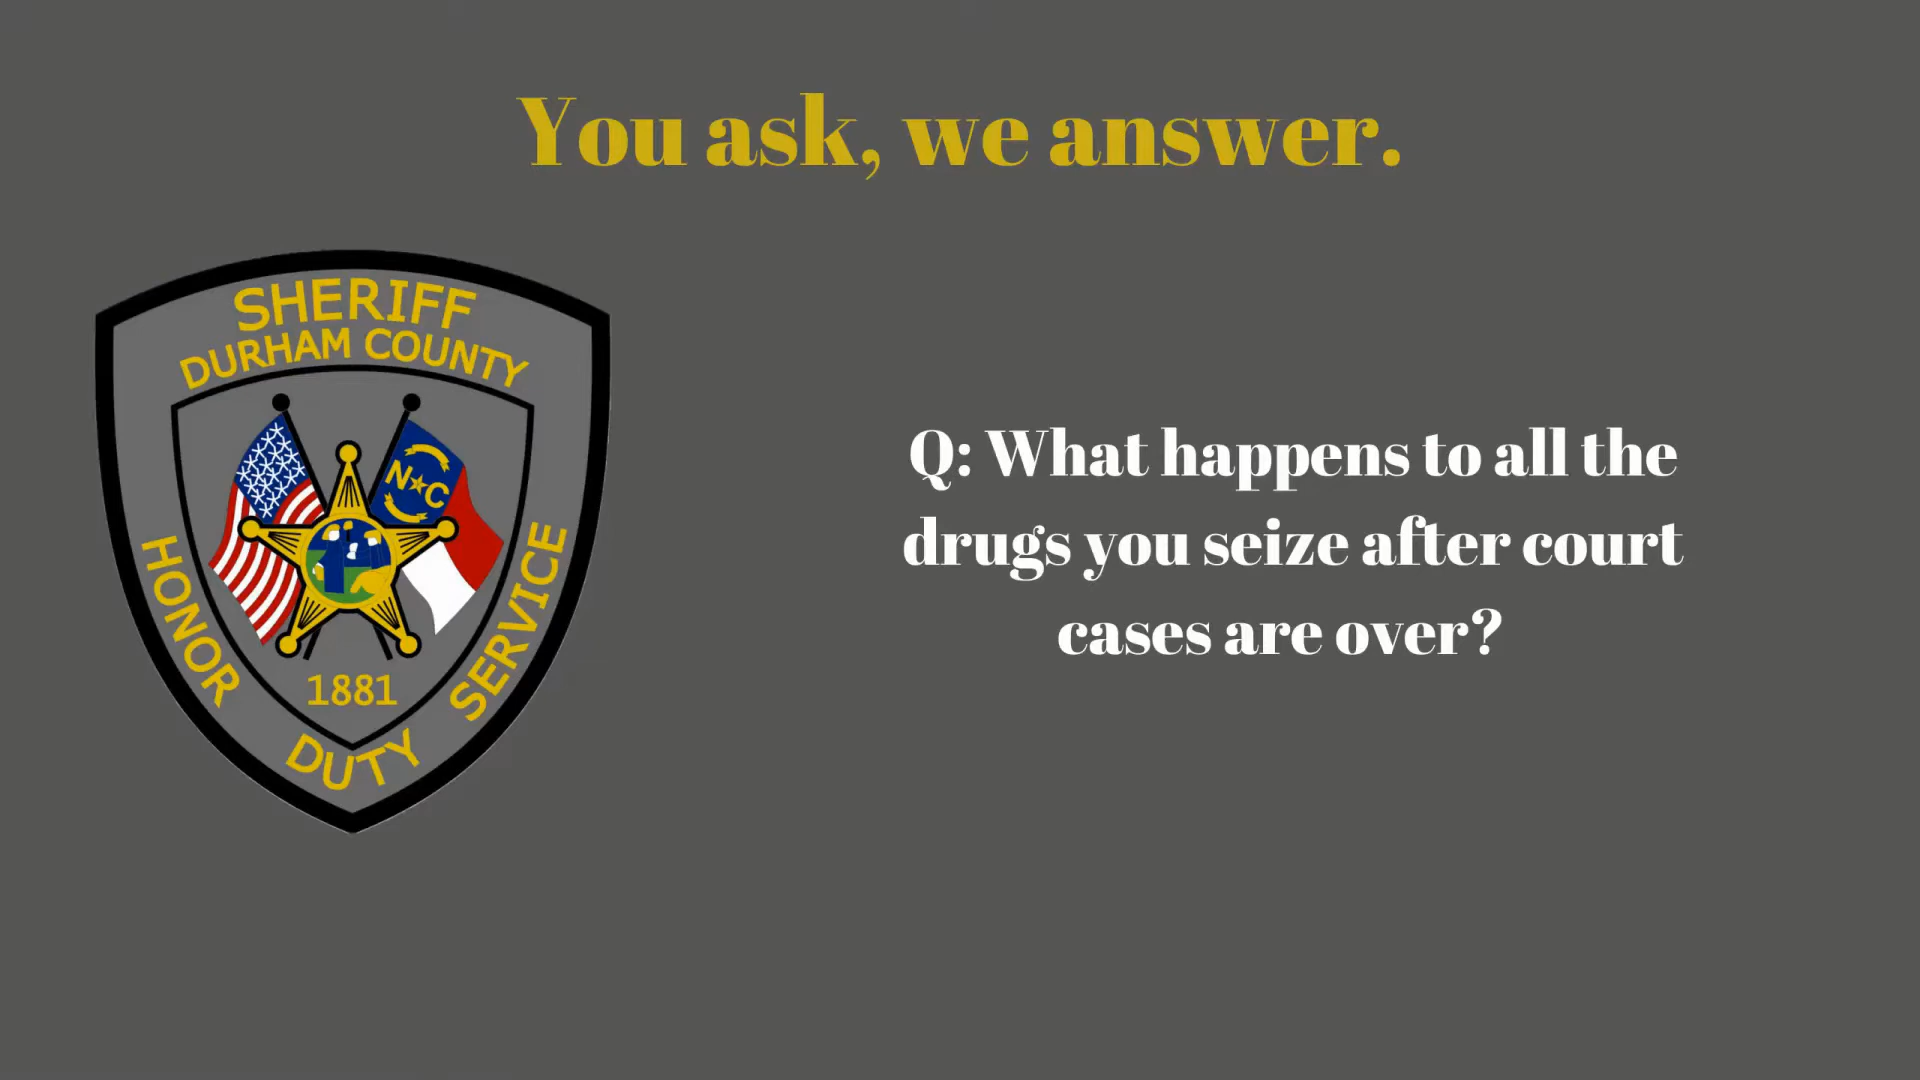 You ask, we answer.
SHERIFF
DURHAM COUNTY
N C
HONOR
SERVICE
1881
DUTY
Q: What happens to all the
drugs you seize after court
cases are over?